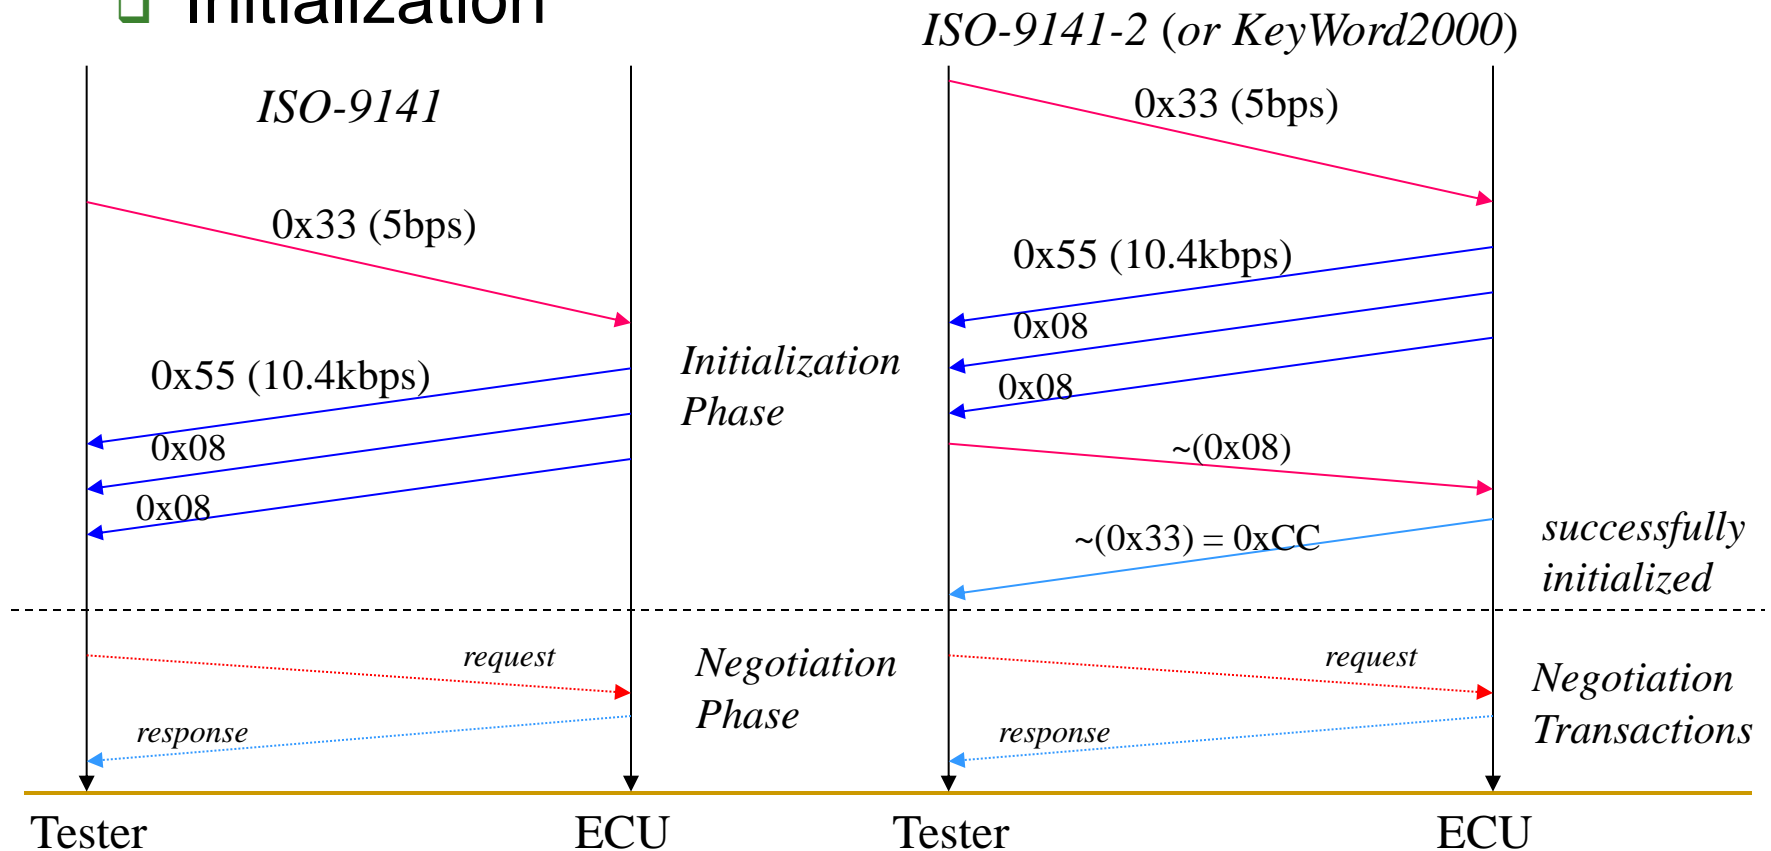 Initialization
ISO-9141-2 (or KeyWord2000)
ISO-9141
0x33 (5bps)
0x33 (5bps)
0x55 (10.4kbps)
0x08
0x08
Initialization
Phase
0x55 (10.4kbps)
0x08
0x08
~(0x08)
~(0x33) = 0xCC
successfully
initialized
request
response
Negotiation
Phase
request
response
Negotiation
Transactions
Tester
ECU
Tester
ECU